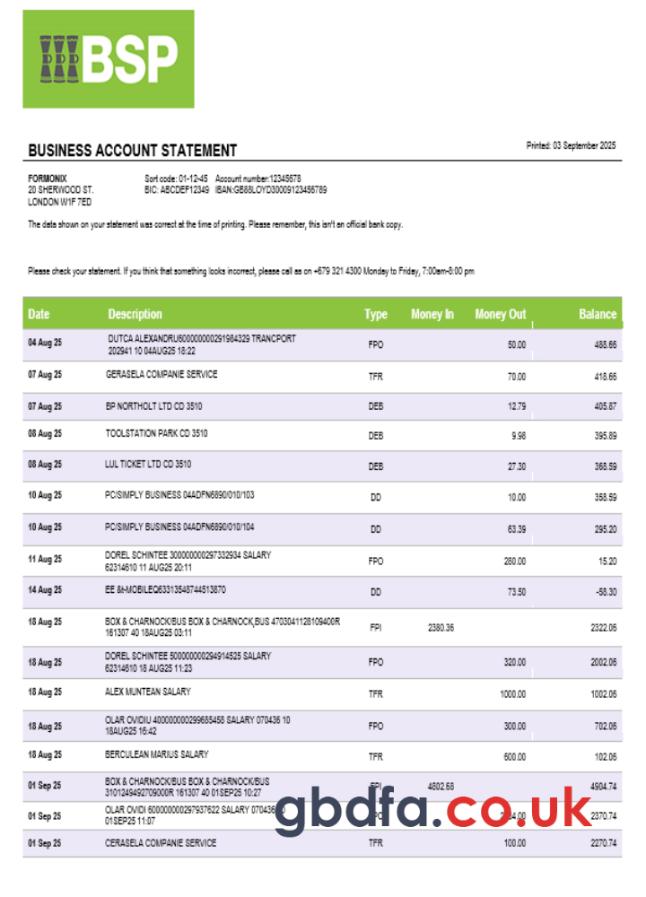 BSP
BUSINESS ACCOUNT STATEMENT
Printed: 03 September 2025
FORMONIX Sort code: 01-12-45 Account number:12345678
20 SHERWOOD ST. BIC: ABCDEF12349 IBAN:GB88LOYD30009123456789
LONDON W1F 7ED
The data shown on your statement was correct at the time of printing. Please remember, this isn't an official bank copy.
Please check your statement. If you think that something looks incorrect, please call as on +679 321 4300 Monday to Friday, 7:00am-8:00 pm
Date Description Type Money In Money Out Balance
04 Aug 25 DUTCA ALEXANDRU600000000291984329 TRANCPORT
202941 10 04AUG25 18:22 FPO 50.00 488.66
07 Aug 25 GERASELA COMPANIE SERVICE TFR 70.00 418.66
07 Aug 25 BP NORTHOLT LTD CD 3510 DEB 12.79 405.87
08 Aug 25 TOOLSTATION PARK CD 3510 DEB 9.98 395.89
08 Aug 25 LUL TICKET LTD CD 3510 DEB 27.30 368.59
10 Aug 25 PC/SIMPLY BUSINESS 04ADFN6890/010/103 DD 10.00 358.59
10 Aug 25 PC/SIMPLY BUSINESS 04ADFN6890/010/104 DD 63.39 295.20
11 Aug 25 DOREL SCHINTEE 300000000297332934 SALARY
62314610 11 AUG25 20:11 FPO 280.00 15.20
14 Aug 25 EE &t-MOBILEQ63313548744513870 DD 73.50 -58.30
18 Aug 25 BOX & CHARNOCK/BUS BOX & CHARNOCK,BUS 4703041128109400R
161307 40 18AUG25 03:11 FPI 2380.36 2322.06
18 Aug 25 DOREL SCHINTEE 500000000294914525 SALARY
62314610 18 AUG25 11:23 FPO 320.00 2002.06
18 Aug 25 ALEX MUNTEAN SALARY TFR 1000.00 1002.06
18 Aug 25 OLAR OVIDIU 400000000299685458 SALARY 070436 10
18AUG25 16:42 FPO 300.00 702.06
18 Aug 25 BERCULEAN MARIUS SALARY TFR 600.00 102.06
01 Sep 25 BOX & CHARNOCK/BUS BOX & CHARNOCK/BUS
3101249492709000R 161307 40 01SEP25 10:27 FPI 4802.68 4904.74
01 Sep 25 OLAR OVIDI 600000000297937622 SALARY
01SEP25 11:07 2370.74
01 Sep 25 CERASELA COMPANIE SERVICE TFR 100.00 2270.74
gbdfa.co.uk